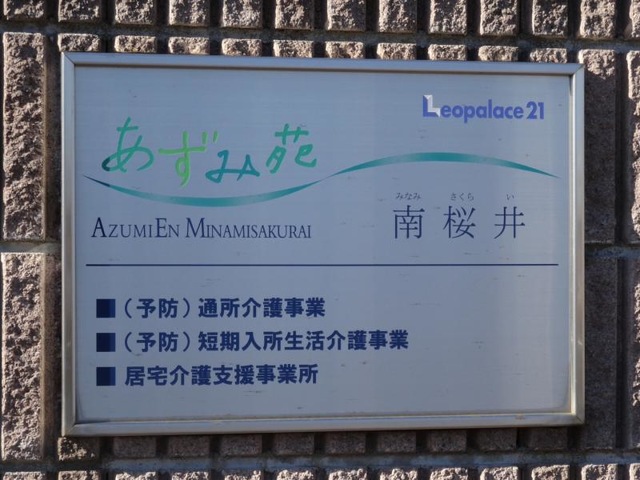 Leopalace21
あずみ苑
みなみ さくら い
AZUMIEN MINAMISAKURAI
南桜井
■(予防)通所介護事業
■(予防)短期入所生活介護事業
■居宅介護支援事業所